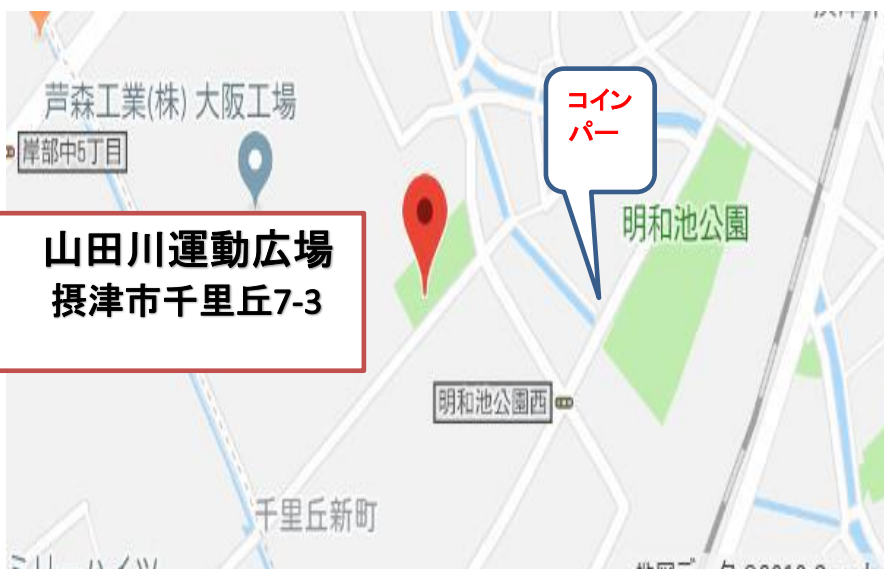 芦森工業(株) 大阪工場
岸部中5丁目
コイン
パー
明和池公園
山田川運動広場
摂津市千里丘7-3
明和池公園西
千里丘新町